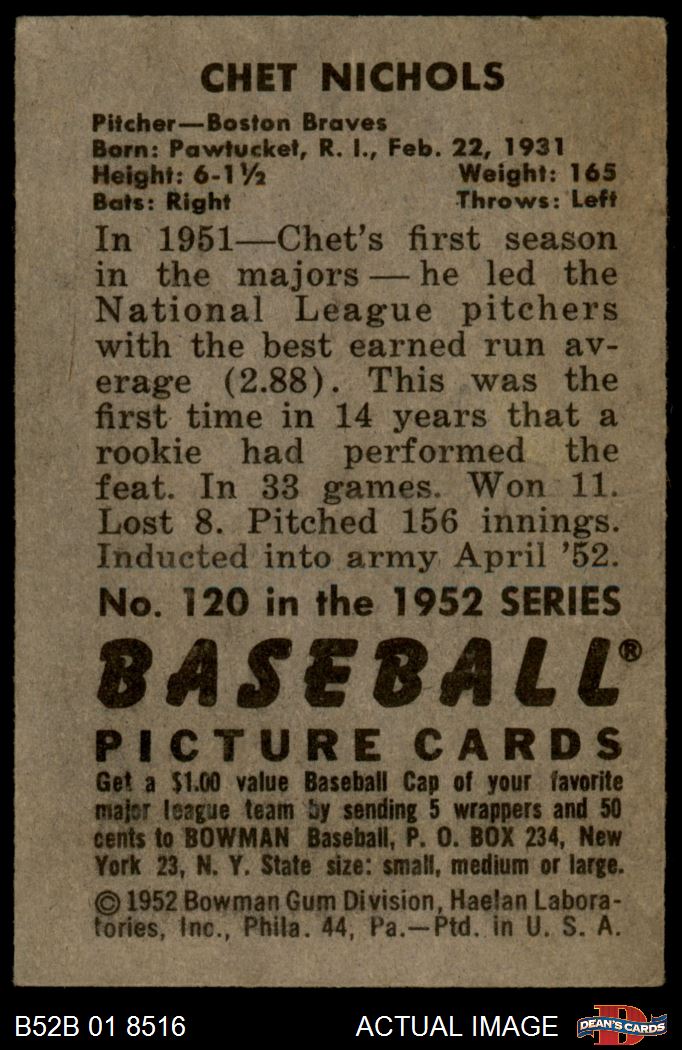 CHET NICHOLS
Pitcher—Boston Braves
Born: Pawtucket, R. I., Feb. 22, 1931
Height: 6-1½ Weight: 165
Bats: Right Throws: Left
In 1951—Chet's first season
in the majors — he led the
National League pitchers
with the best earned run av-
erage (2.88). This was the
first time in 14 years that a
rookie had performed the
feat. In 33 games. Won 11.
Lost 8. Pitched 156 innings.
Inducted into army April '52.
No. 120 in the 1952 SERIES
BASEBALL®
PICTURE CARDS
Get a $1.00 value Baseball Cap of your favorite
major league team by sending 5 wrappers and 50
cents to BOWMAN Baseball, P. O. BOX 234, New
York 23, N. Y. State size: small, medium or large.
© 1952 Bowman Gum Division, Haelan Labora-
tories, Inc., Phila. 44, Pa.—Ptd. in U. S. A.
B52B 01 8516 ACTUAL IMAGE D DEAN'S CARDS